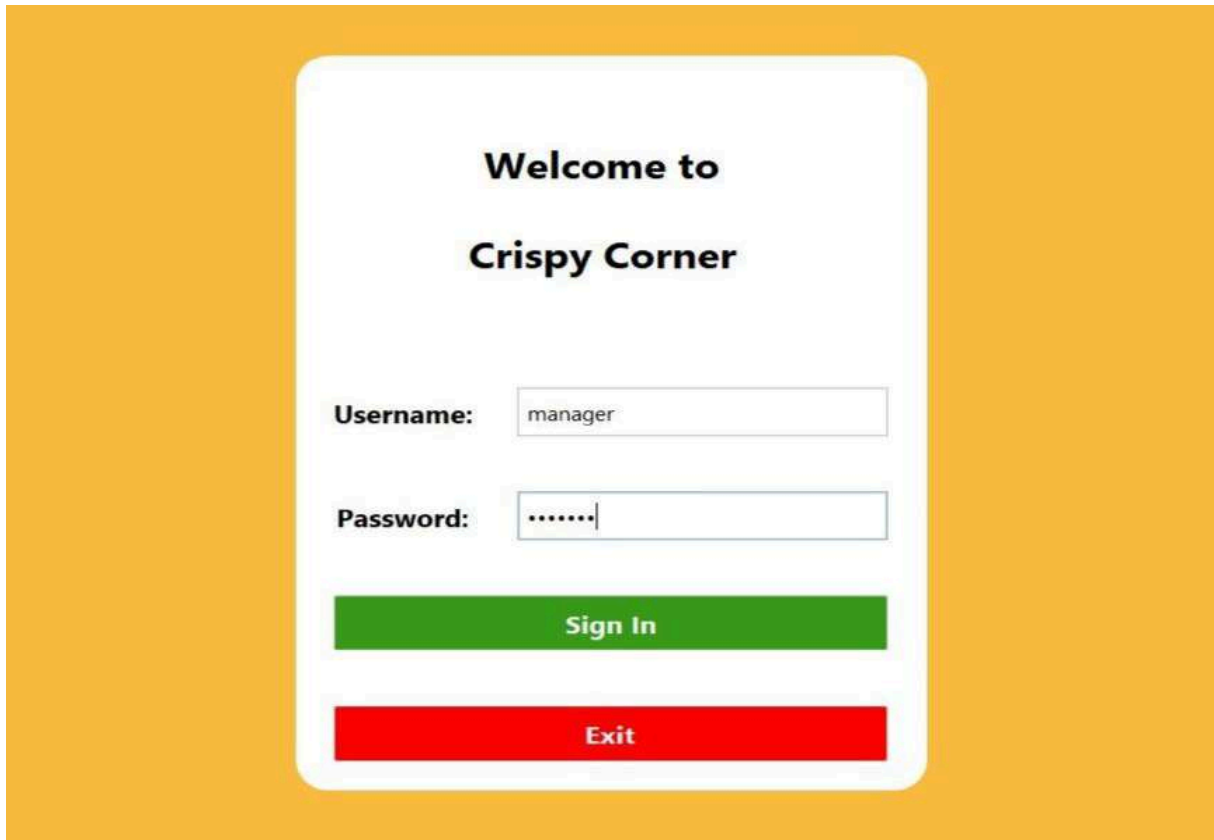 Welcome to
Crispy Corner
Username: manager
Password: •••••••
Sign In
Exit